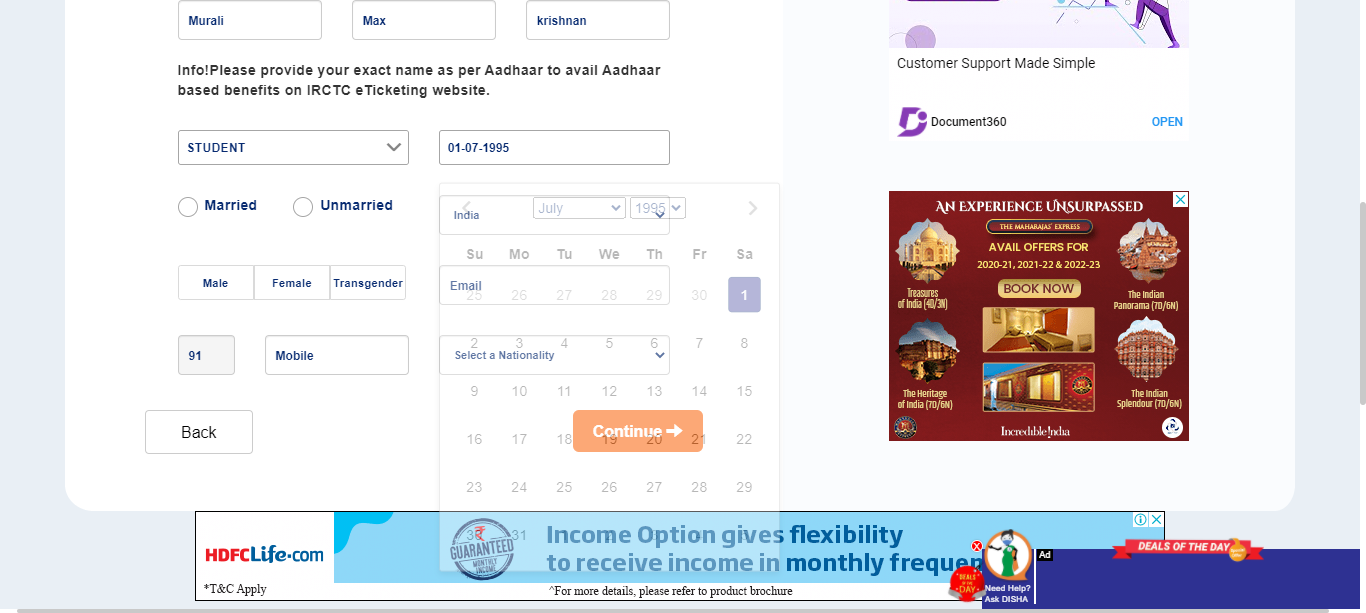 Murali Max krishnan
Info!Please provide your exact name as per Aadhaar to avail Aadhaar
based benefits on IRCTC eTicketing website.
STUDENT 01-07-1995
Married Unmarried
India
July 1995
Su Mo Tu We Th Fr Sa
25 26 27 28 29 30 1
Male Female Transgender
Email
2 3 4 5 6 7 8
91 Mobile
Select a Nationality
9 10 11 12 13 14 15
Back
Continue
16 17 18 19 20 21 22
23 24 25 26 27 28 29
30 31
Customer Support Made Simple
Document360 OPEN
AN EXPERIENCE UNSURPASSED
THE MAHARAJAS' EXPRESS
AVAIL OFFERS FOR
2020-21, 2021-22 & 2022-23
BOOK NOW
Treasures
of India (4D/3N)
The Indian
Panorama (7D/6N)
The Heritage
of India (7D/6N)
The Indian
Splendour (7D/6N)
Incredible!ndia
HDFC Life.com
*T&C Apply
GUARANTEED
MONTHLY
INCOME
Income Option gives flexibility
to receive income in monthly frequen
^For more details, please refer to product brochure
DEALS OF THE DAY
Ad
DEALS
OF THE
DAY
Need Help?
Ask DISHA